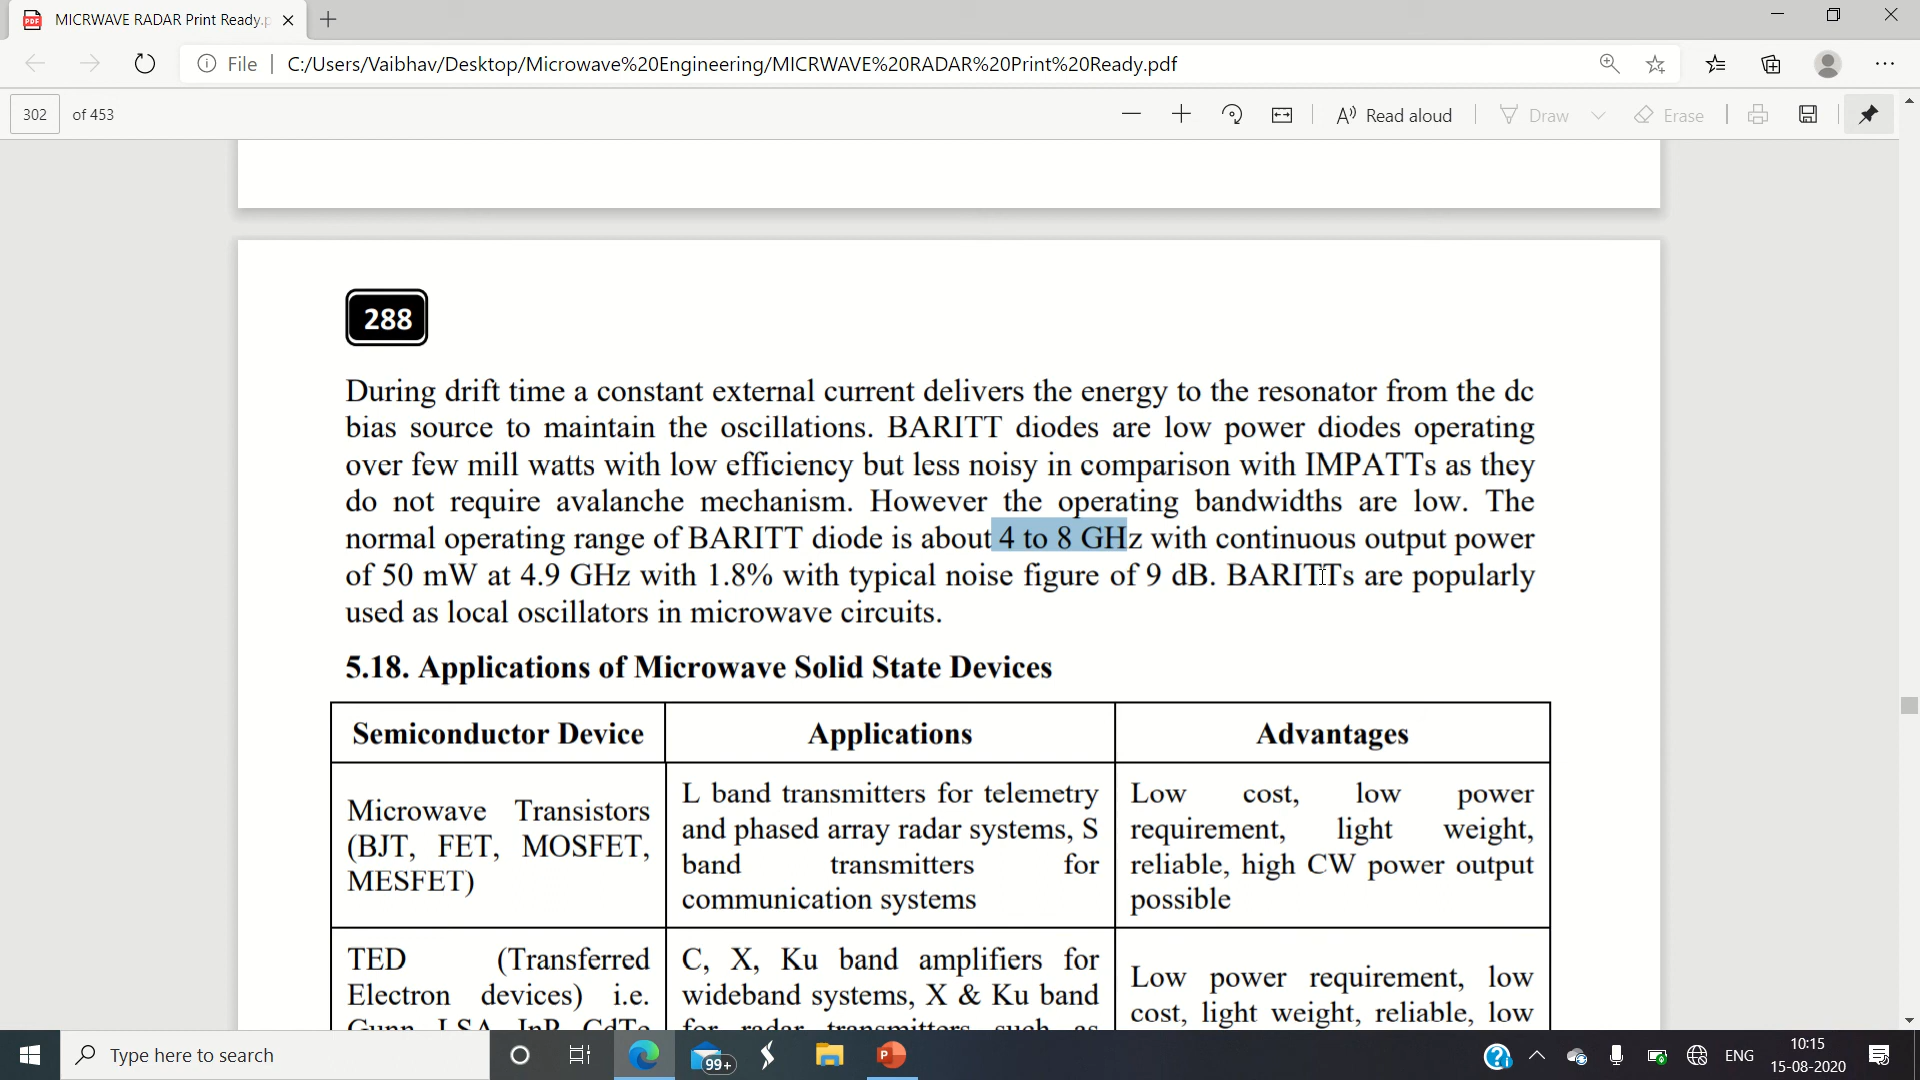 MICRWAVE RADAR Print Ready.p
File
C:/Users/Vaibhav/Desktop/Microwave%20Engineering/MICRWAVE%20RADAR%20Print%20Ready.pdf
302 of 453
Read aloud
Draw
Erase
288
During drift time a constant external current delivers the energy to the resonator from the dc
bias source to maintain the oscillations. BARITT diodes are low power diodes operating
over few mill watts with low efficiency but less noisy in comparison with IMPATTs as they
do not require avalanche mechanism. However the operating bandwidths are low. The
normal operating range of BARITT diode is about 4 to 8 GHz with continuous output power
of 50 mW at 4.9 GHz with 1.8% with typical noise figure of 9 dB. BARITTs are popularly
used as local oscillators in microwave circuits.
5.18. Applications of Microwave Solid State Devices
Semiconductor Device
Applications
Advantages
Microwave Transistors
(BJT, FET, MOSFET,
MESFET)
L band transmitters for telemetry
and phased array radar systems, S
band transmitters for
communication systems
Low cost, low power
requirement, light weight,
reliable, high CW power output
possible
TED (Transferred
Electron devices) i.e.
Gunn, LSA, InP, CdTe
C, X, Ku band amplifiers for
wideband systems, X & Ku band
for radar transmitters such as
Low power requirement, low
cost, light weight, reliable, low
Type here to search
99+
ENG
10:15
15-08-2020